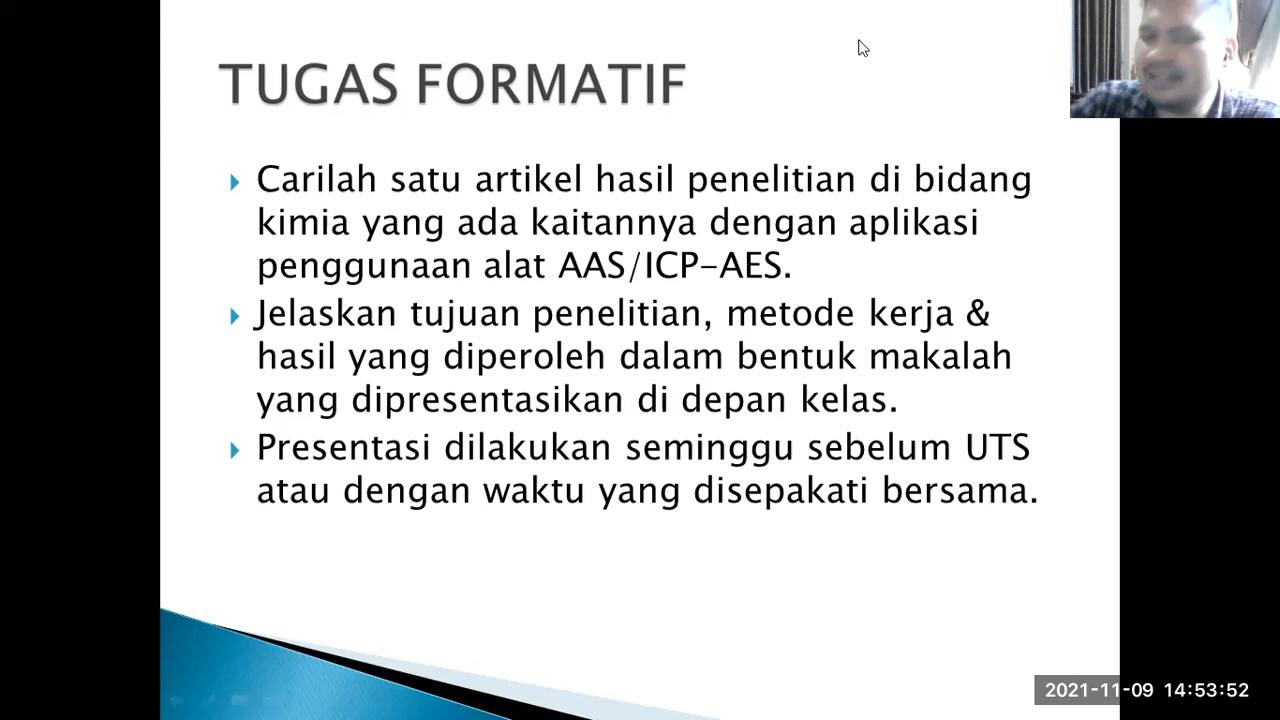 TUGAS FORMATIF
Carilah satu artikel hasil penelitian di bidang
kimia yang ada kaitannya dengan aplikasi
penggunaan alat AAS/ICP-AES.
Jelaskan tujuan penelitian, metode kerja &
hasil yang diperoleh dalam bentuk makalah
yang dipresentasikan di depan kelas.
Presentasi dilakukan seminggu sebelum UTS
atau dengan waktu yang disepakati bersama.
2021-11-09 14:53:52